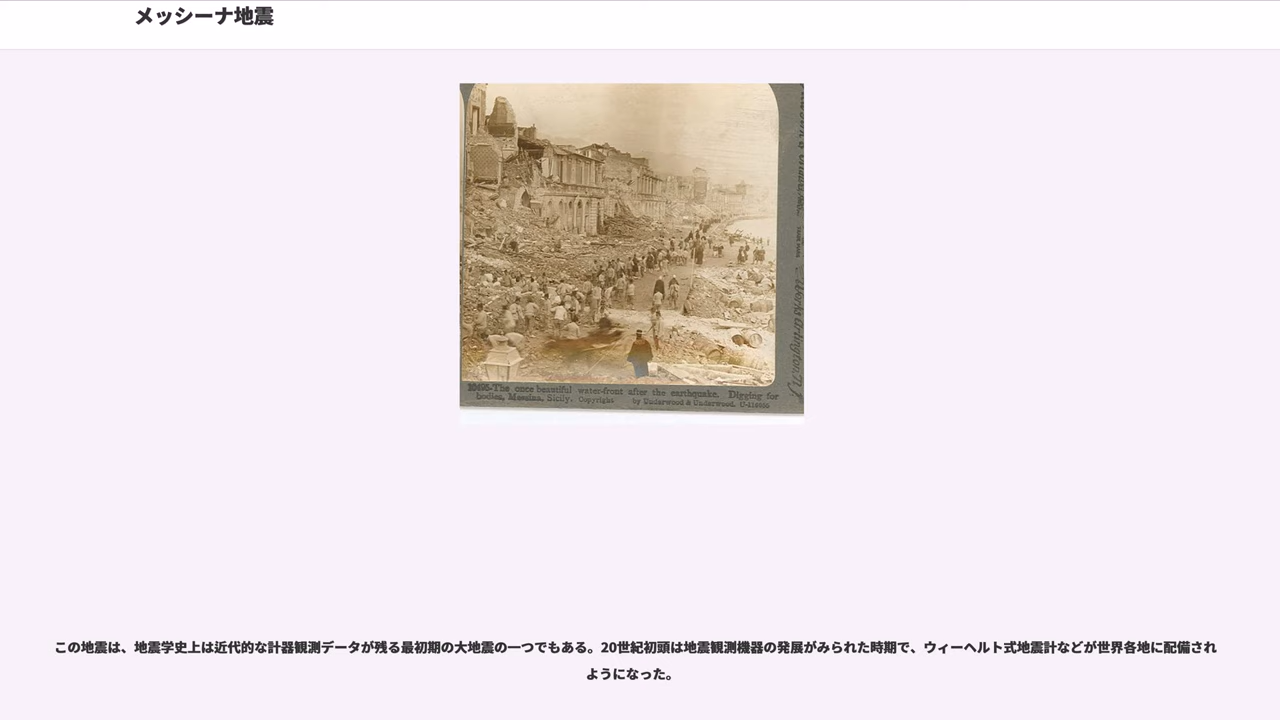 メッシーナ地震
10495-The once beautiful water-front after the earthquake. Digging for
bodies, Messina, Sicily. Copyright by Underwood & Underwood.
この地震は、地震学史上は近代的な計器観測データが残る最初期の大地震の一つでもある。20世紀初頭は地震観測機器の発展がみられた時期で、ウィーヘルト式地震計などが世界各地に配備され
ようになった。